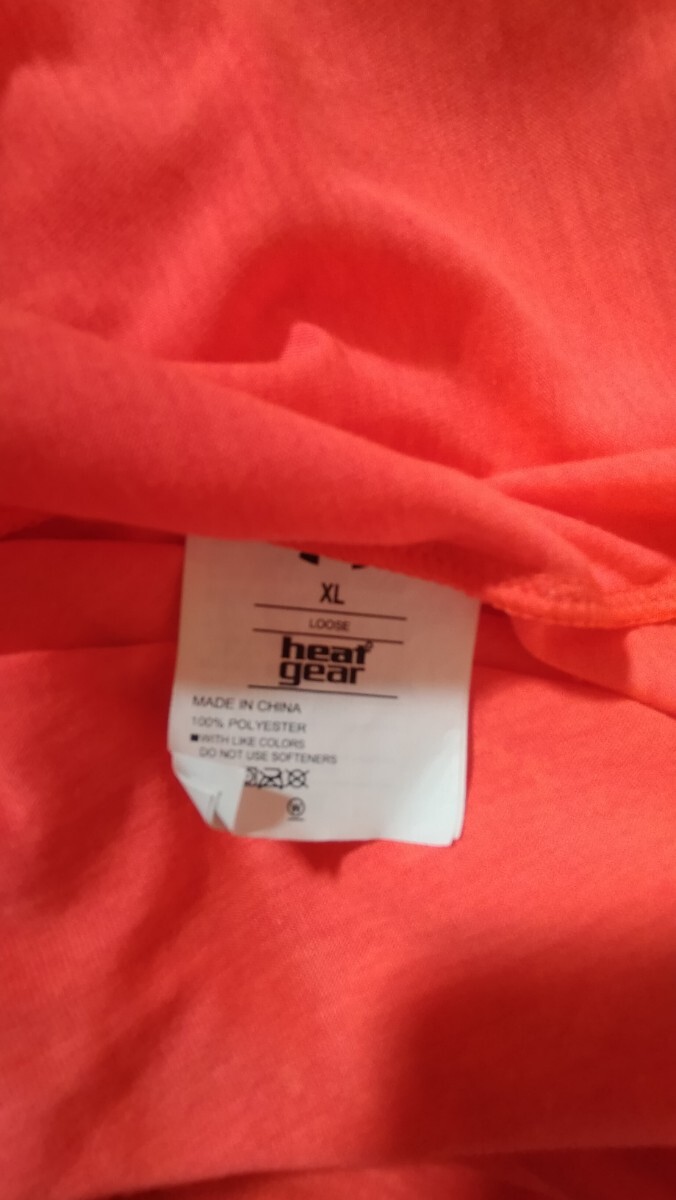 XL
LOOSE
heat
gear
MADE IN CHINA
100% POLYESTER
WITH LIKE COLORS
DO NOT USE SOFTENERS
W